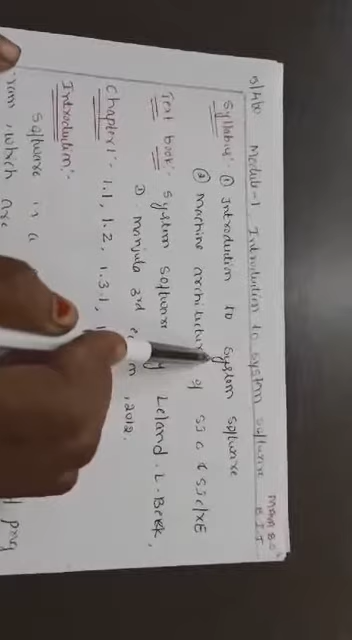 Module-1 Introduction to system software
MAYA B.S
B.I.T
Syllabus:- ① Introduction to system software
② Machine architecture of SIC & SIC/XE
Text book:- System Software by Leland. L. Beck,
D. Manjula 3rd , 2012.
Chapter 1:- 1.1, 1.2, 1.3.1,
Introduction:-
Software is a
which are